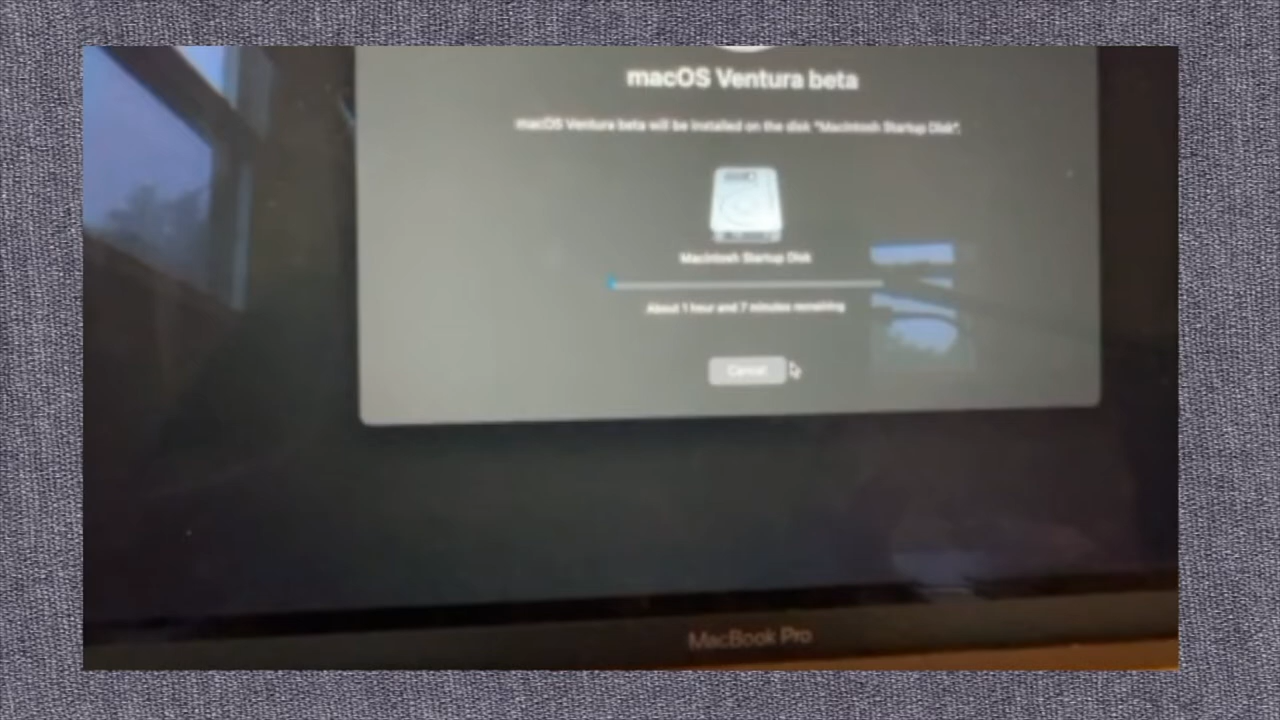 macOS Ventura beta
macOS Ventura beta will be installed on the disk "Macintosh Startup Disk".
Macintosh Startup Disk
About 1 hour and 7 minutes remaining
Cancel
MacBook Pro